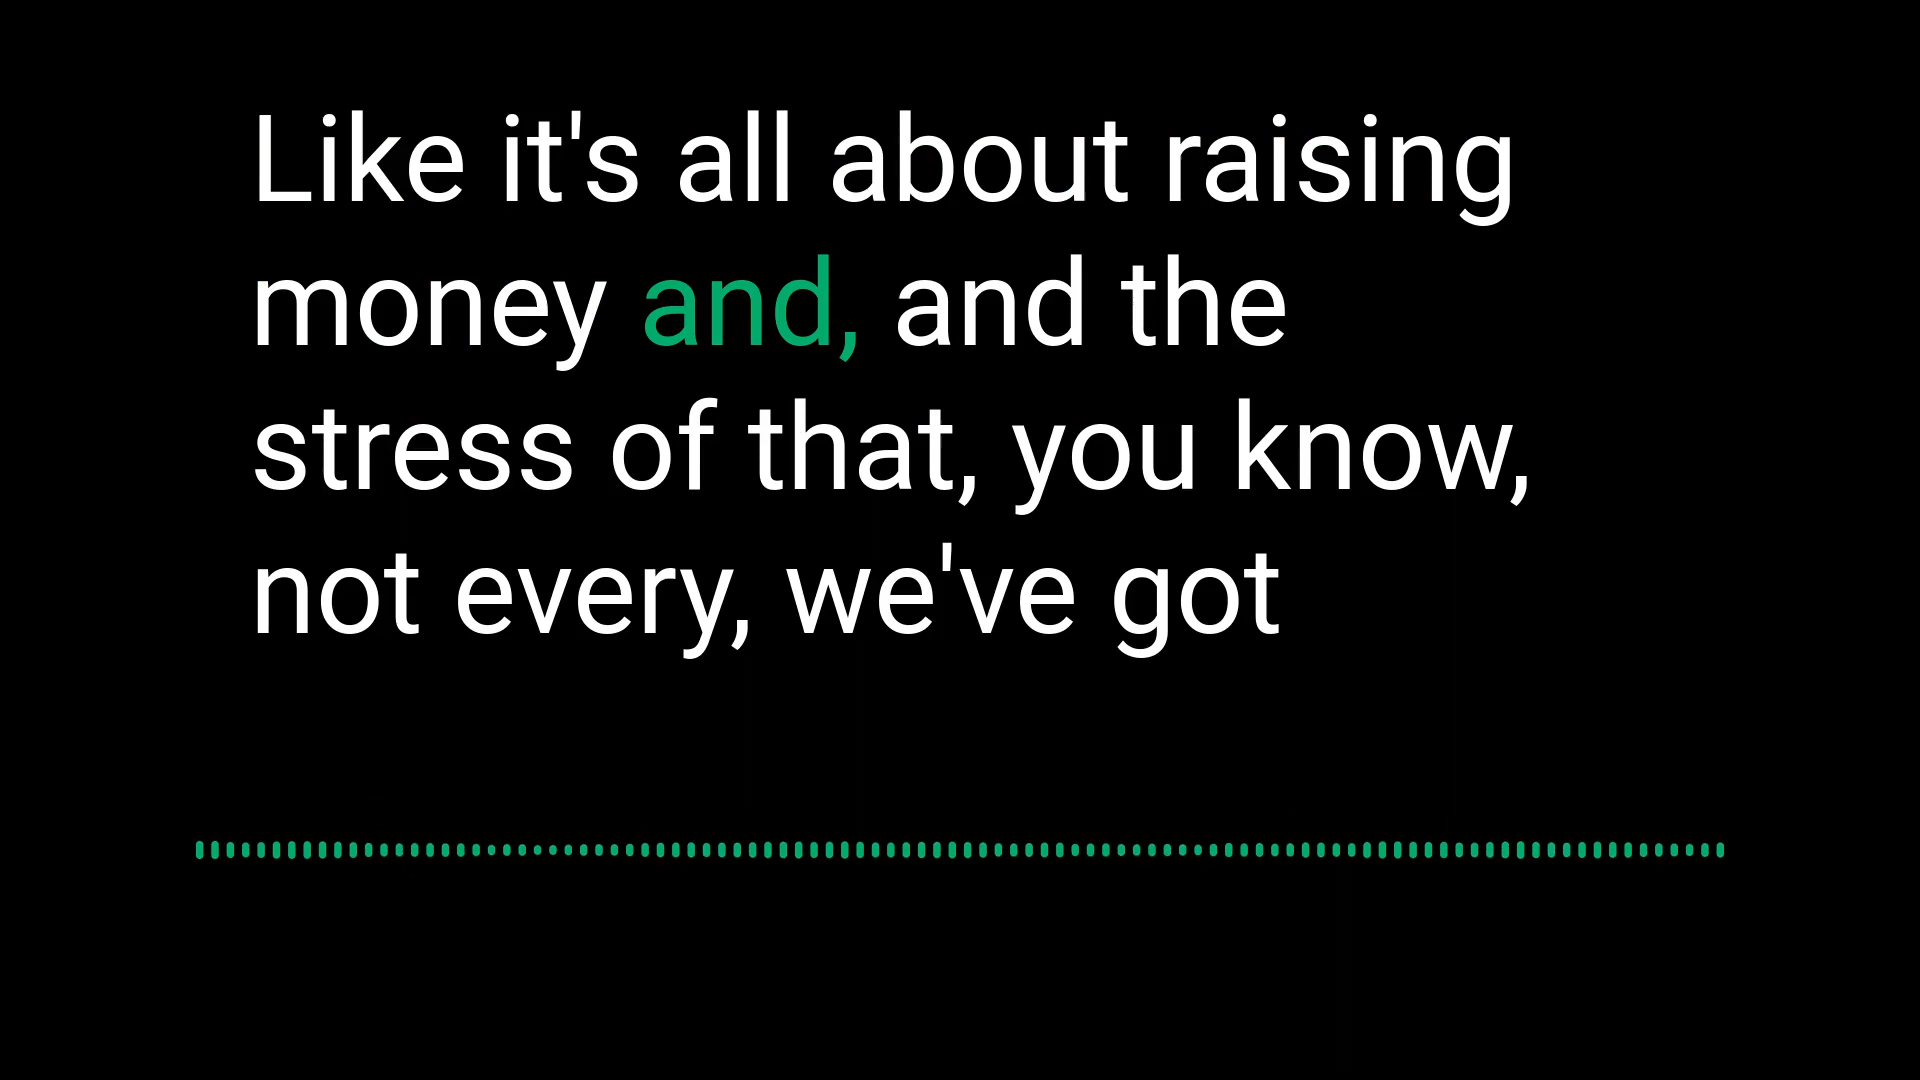 Like it's all about raising
money and, and the
stress of that, you know,
not every, we've got